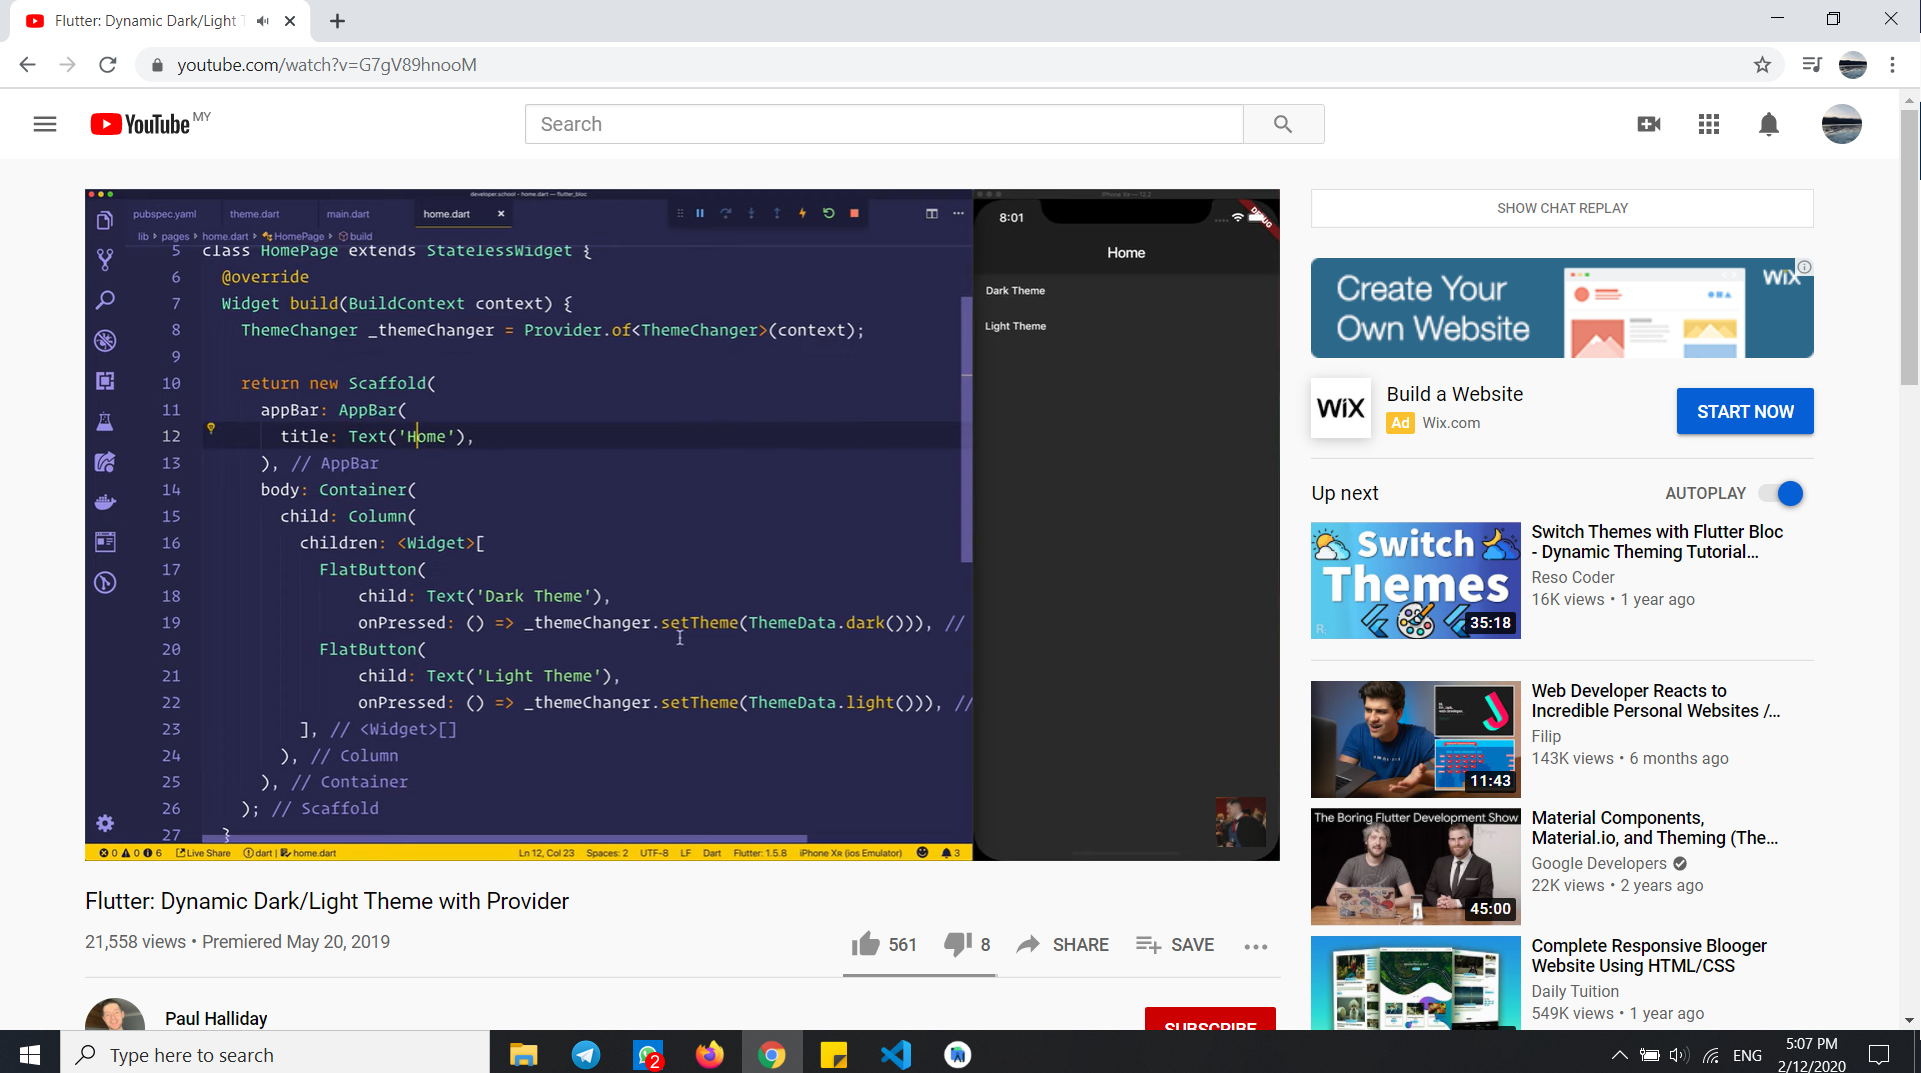 Flutter: Dynamic Dark/Light T
youtube.com/watch?v=G7gV89hnooM
YouTube MY
Search
developer.school - home.dart — flutter_bloc
pubspec.yaml theme.dart main.dart home.dart
lib › pages › home.dart › HomePage › build
5 class HomePage extends StatelessWidget {
6 @override
7 Widget build(BuildContext context) {
8 ThemeChanger _themeChanger = Provider.of<ThemeChanger>(context);
9
10 return new Scaffold(
11 appBar: AppBar(
12 title: Text('Home'),
13 ), // AppBar
14 body: Container(
15 child: Column(
16 children: <Widget>[
17 FlatButton(
18 child: Text('Dark Theme'),
19 onPressed: () => _themeChanger.setTheme(ThemeData.dark())), //
20 FlatButton(
21 child: Text('Light Theme'),
22 onPressed: () => _themeChanger.setTheme(ThemeData.light())), //
23 ], // <Widget>[]
24 ), // Column
25 ), // Container
26 ); // Scaffold
27 }
0 0 6 Live Share dart | home.dart Ln 12, Col 23 Spaces: 2 UTF-8 LF Dart Flutter: 1.5.8 iPhone Xʀ (ios Emulator) 3
iPhone Xʀ — 12.2
8:01
DEBUG
Home
Dark Theme
Light Theme
Flutter: Dynamic Dark/Light Theme with Provider
21,558 views • Premiered May 20, 2019
561 8 SHARE SAVE
Paul Halliday
SUBSCRIBE
SHOW CHAT REPLAY
Create Your
Own Website
WiX
WiX
Build a Website
Ad Wix.com
START NOW
Up next
AUTOPLAY
Switch
Themes
R.
35:18
Switch Themes with Flutter Bloc
- Dynamic Theming Tutorial...
Reso Coder
16K views • 1 year ago
11:43
Web Developer Reacts to
Incredible Personal Websites /...
Filip
143K views • 6 months ago
The Boring Flutter Development Show
45:00
Material Components,
Material.io, and Theming (The...
Google Developers
22K views • 2 years ago
Complete Responsive Blooger
Website Using HTML/CSS
Daily Tuition
549K views • 1 year ago
Type here to search
2
ENG
5:07 PM
2/12/2020